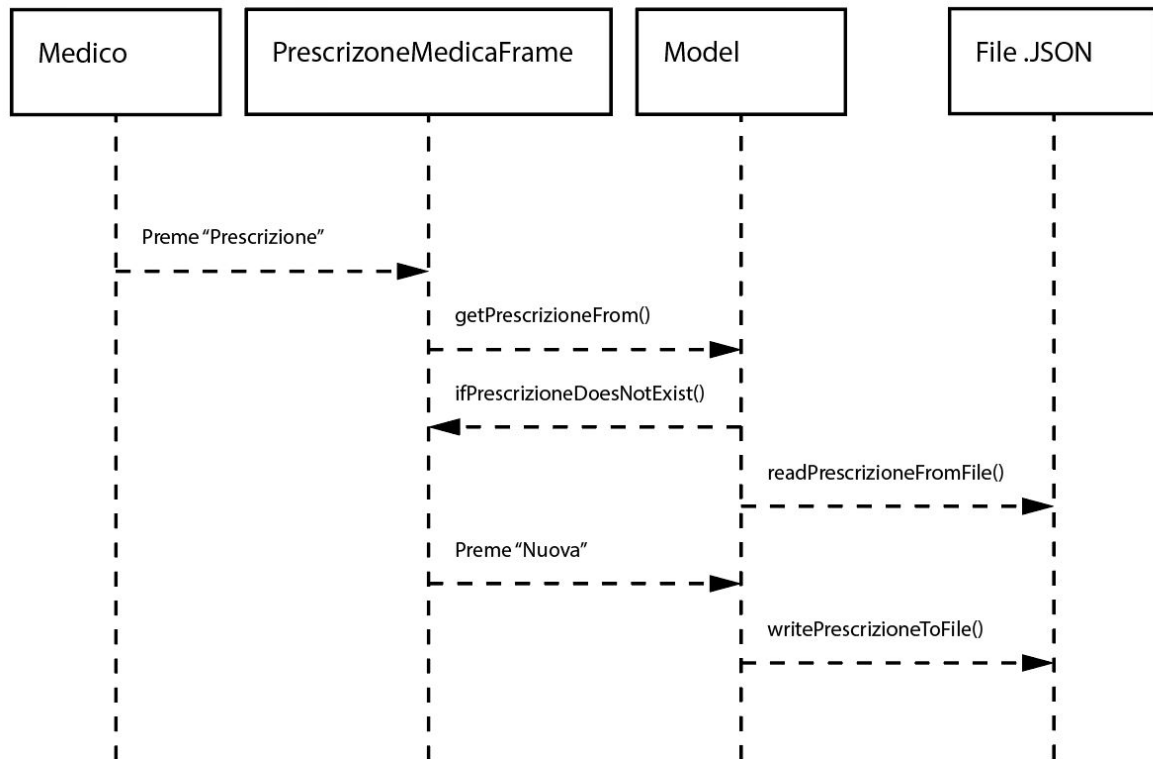 Medico
PrescrizoneMedicaFrame
Model
File .JSON
Preme “Prescrizione”
getPrescrizioneFrom()
ifPrescrizioneDoesNotExist()
readPrescrizioneFromFile()
Preme “Nuova”
writePrescrizioneToFile()